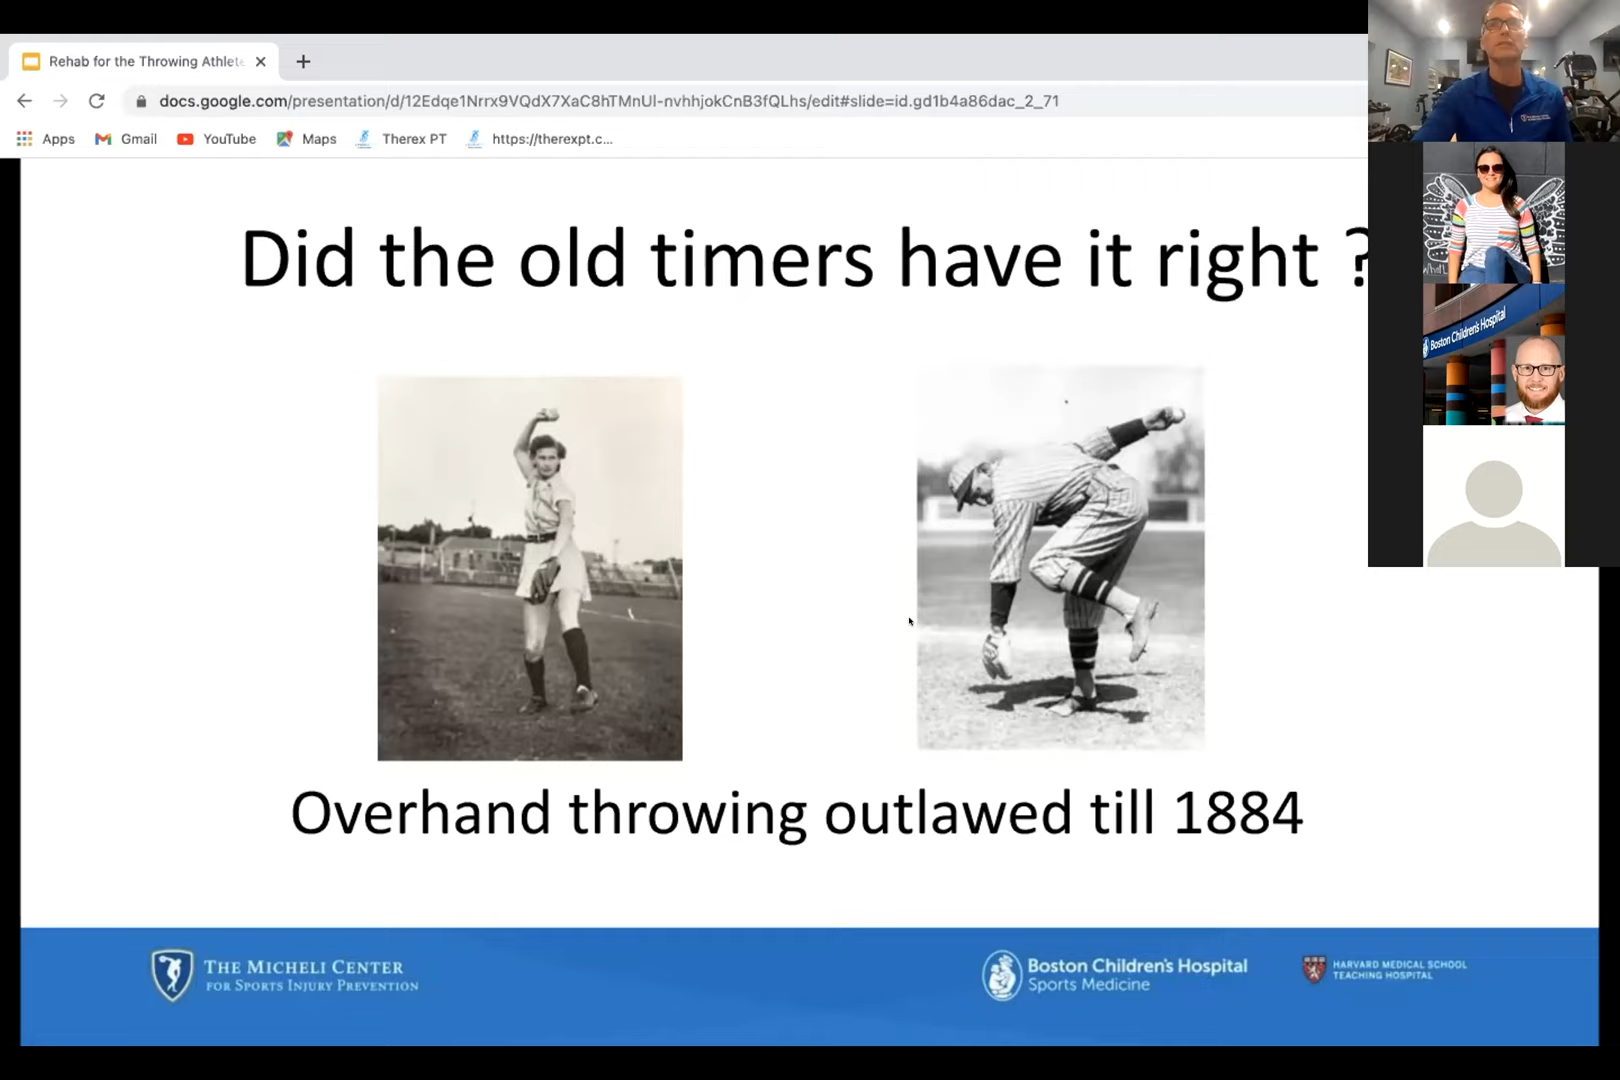 Rehab for the Throwing Athlete
docs.google.com/presentation/d/12Edqe1Nrrx9VQdX7XaC8hTMnUl-nvhhjokCnB3fQLhs/edit#slide=id.gd1b4a86dac_2_71
Apps Gmail YouTube Maps Therex PT https://therexpt.c...
Did the old timers have it right ?
Boston Children's Hospital
Overhand throwing outlawed till 1884
THE MICHELI CENTER
FOR SPORTS INJURY PREVENTION
Boston Children's Hospital
Sports Medicine
HARVARD MEDICAL SCHOOL
TEACHING HOSPITAL